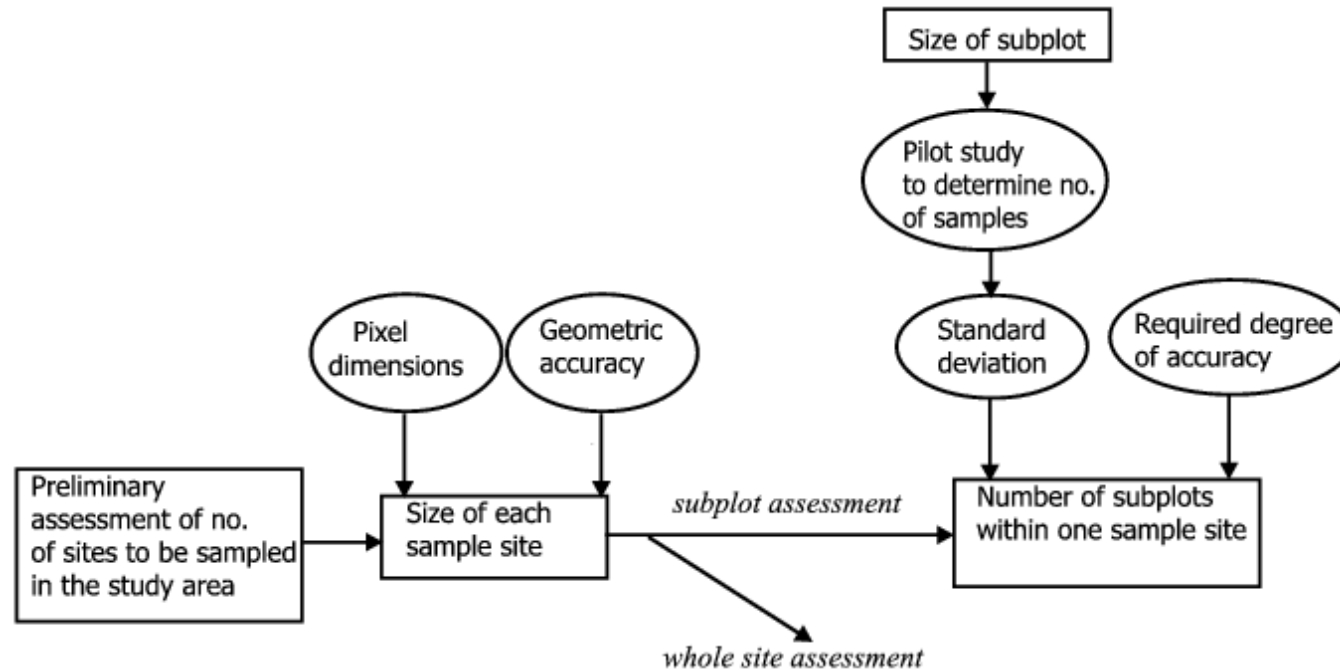 Size of subplot
Pilot study
to determine no.
of samples
Pixel
dimensions
Geometric
accuracy
Standard
deviation
Required degree
of accuracy
Preliminary
assessment of no.
of sites to be sampled
in the study area
Size of each
sample site
subplot assessment
Number of subplots
within one sample site
whole site assessment